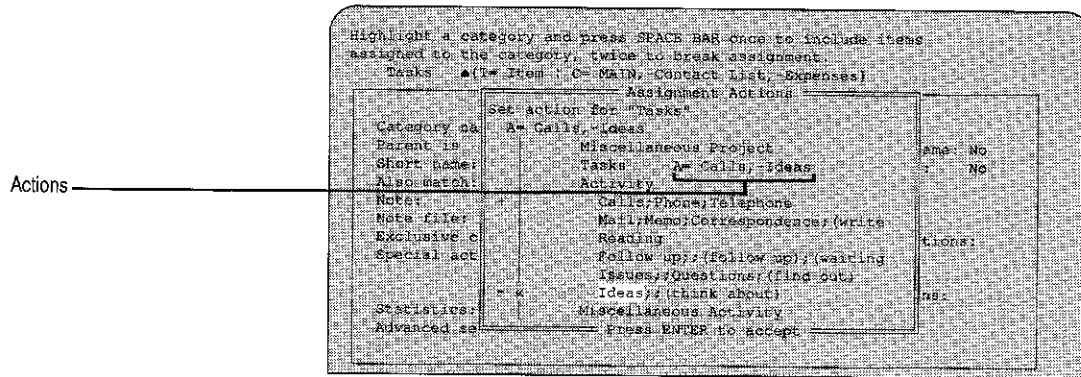 Highlight a category and press SPACE BAR once to include items
assigned to the category, twice to break assignment.
Tasks ♠(T= Item : C= MAIN,-Contact List,-Expenses)
Assignment Actions
Set action for "Tasks"
Category na A= Calls,-Ideas
Parent is Miscellaneous Project ame: No
Short name: Tasks A= Calls,-Ideas : No
Actions
Also match: Activity
Note: + Calls;Phone;Telephone
Note file: Mail;Memo;Correspondence;(write
Exclusive c Reading tions:
Special act Follow up;;(follow up);(waiting
Issues;;Questions;(find out)
- « Ideas;;(think about) ns:
Statistics: Miscellaneous Activity
Advanced se Press ENTER to accept